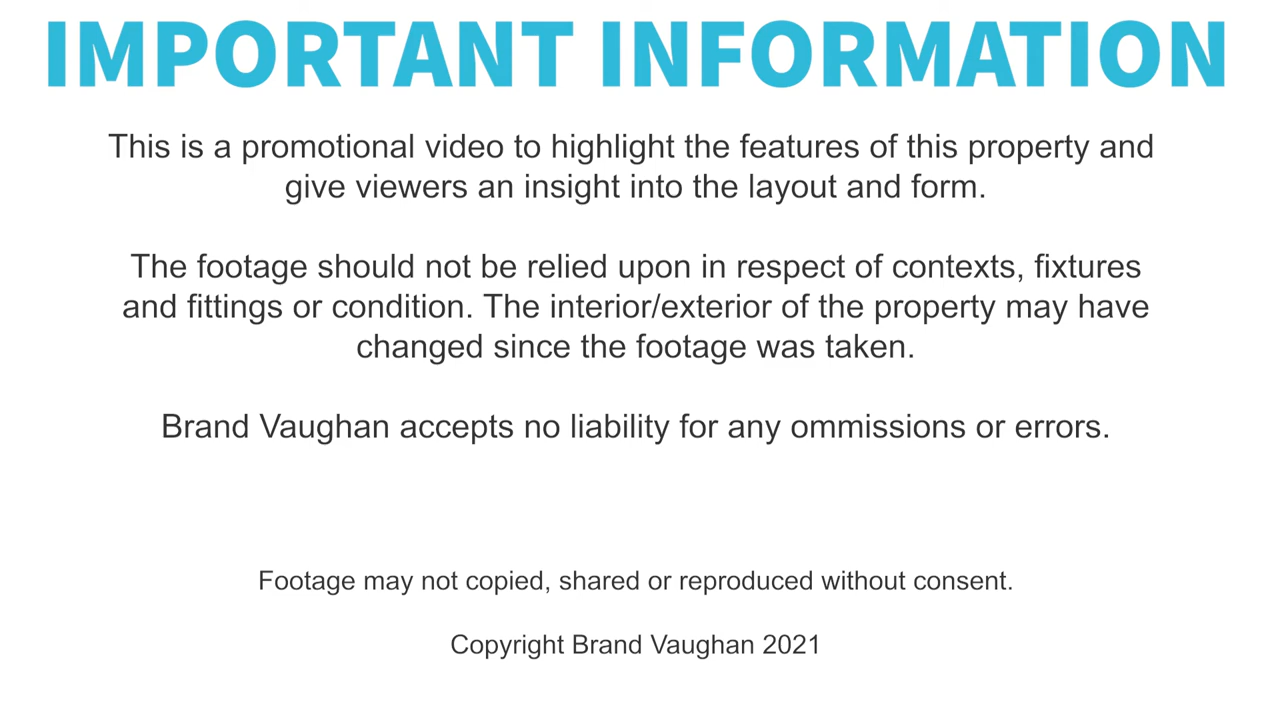 IMPORTANT INFORMATION
This is a promotional video to highlight the features of this property and
give viewers an insight into the layout and form.
The footage should not be relied upon in respect of contexts, fixtures
and fittings or condition. The interior/exterior of the property may have
changed since the footage was taken.
Brand Vaughan accepts no liability for any ommissions or errors.
Footage may not copied, shared or reproduced without consent.
Copyright Brand Vaughan 2021